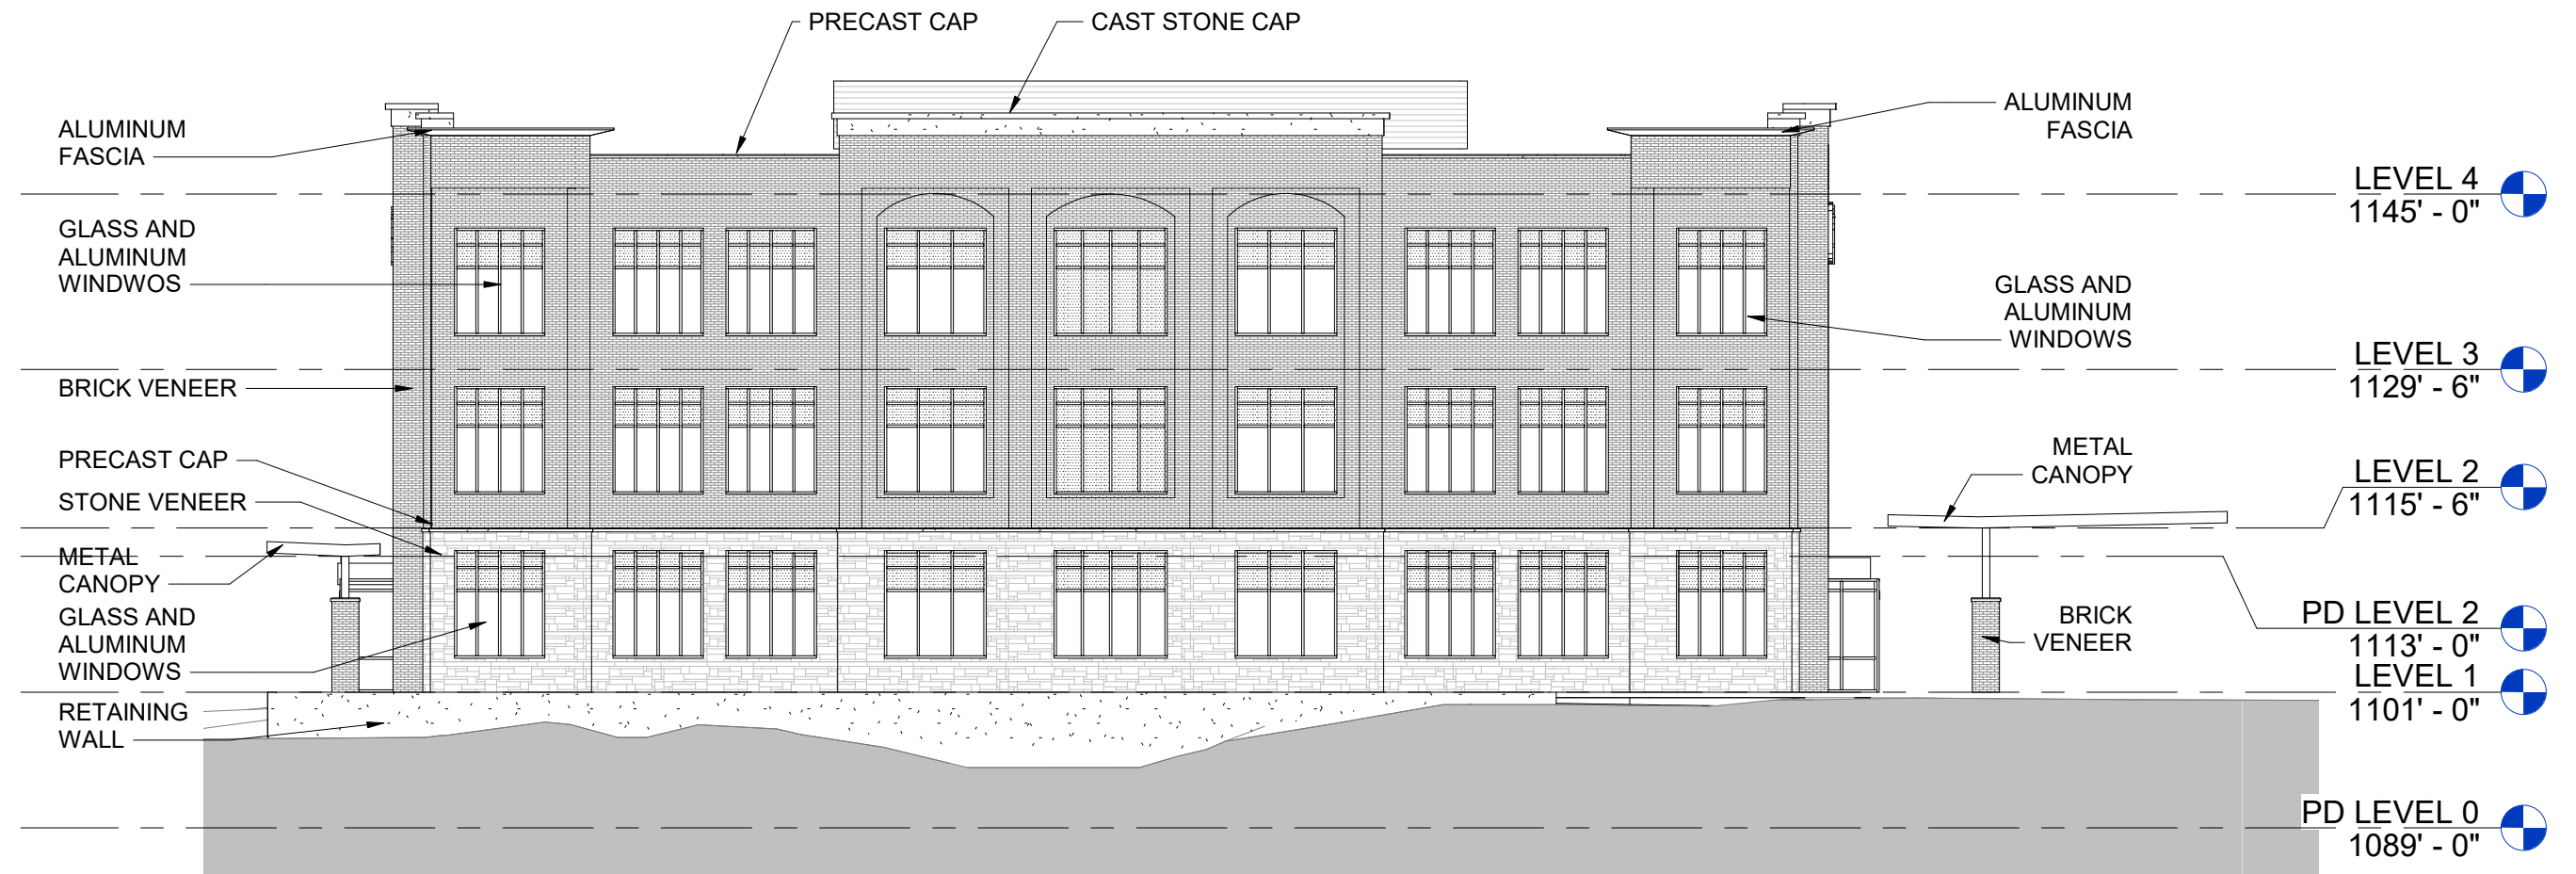 PRECAST CAP
CAST STONE CAP
ALUMINUM
FASCIA
GLASS AND
ALUMINUM
WINDWOS
BRICK VENEER
PRECAST CAP
STONE VENEER
METAL
CANOPY
GLASS AND
ALUMINUM
WINDOWS
RETAINING
WALL
ALUMINUM
FASCIA
GLASS AND
ALUMINUM
WINDOWS
METAL
CANOPY
BRICK
VENEER
LEVEL 4
1145' - 0"
LEVEL 3
1129' - 6"
LEVEL 2
1115' - 6"
PD LEVEL 2
1113' - 0"
LEVEL 1
1101' - 0"
PD LEVEL 0
1089' - 0"